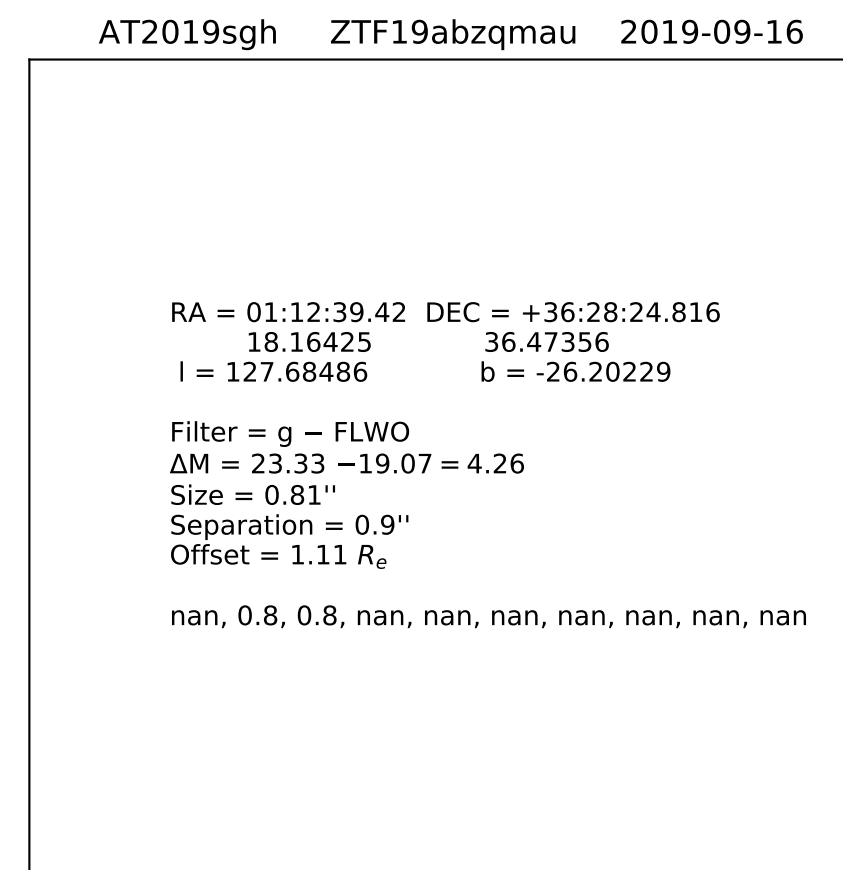 AT2019sgh ZTF19abzqmau 2019-09-16
RA = 01:12:39.42 DEC = +36:28:24.816
18.16425 36.47356
l = 127.68486 b = -26.20229
Filter = g − FLWO
ΔM = 23.33 −19.07 = 4.26
Size = 0.81''
Separation = 0.9''
Offset = 1.11 Rₑ
nan, 0.8, 0.8, nan, nan, nan, nan, nan, nan, nan